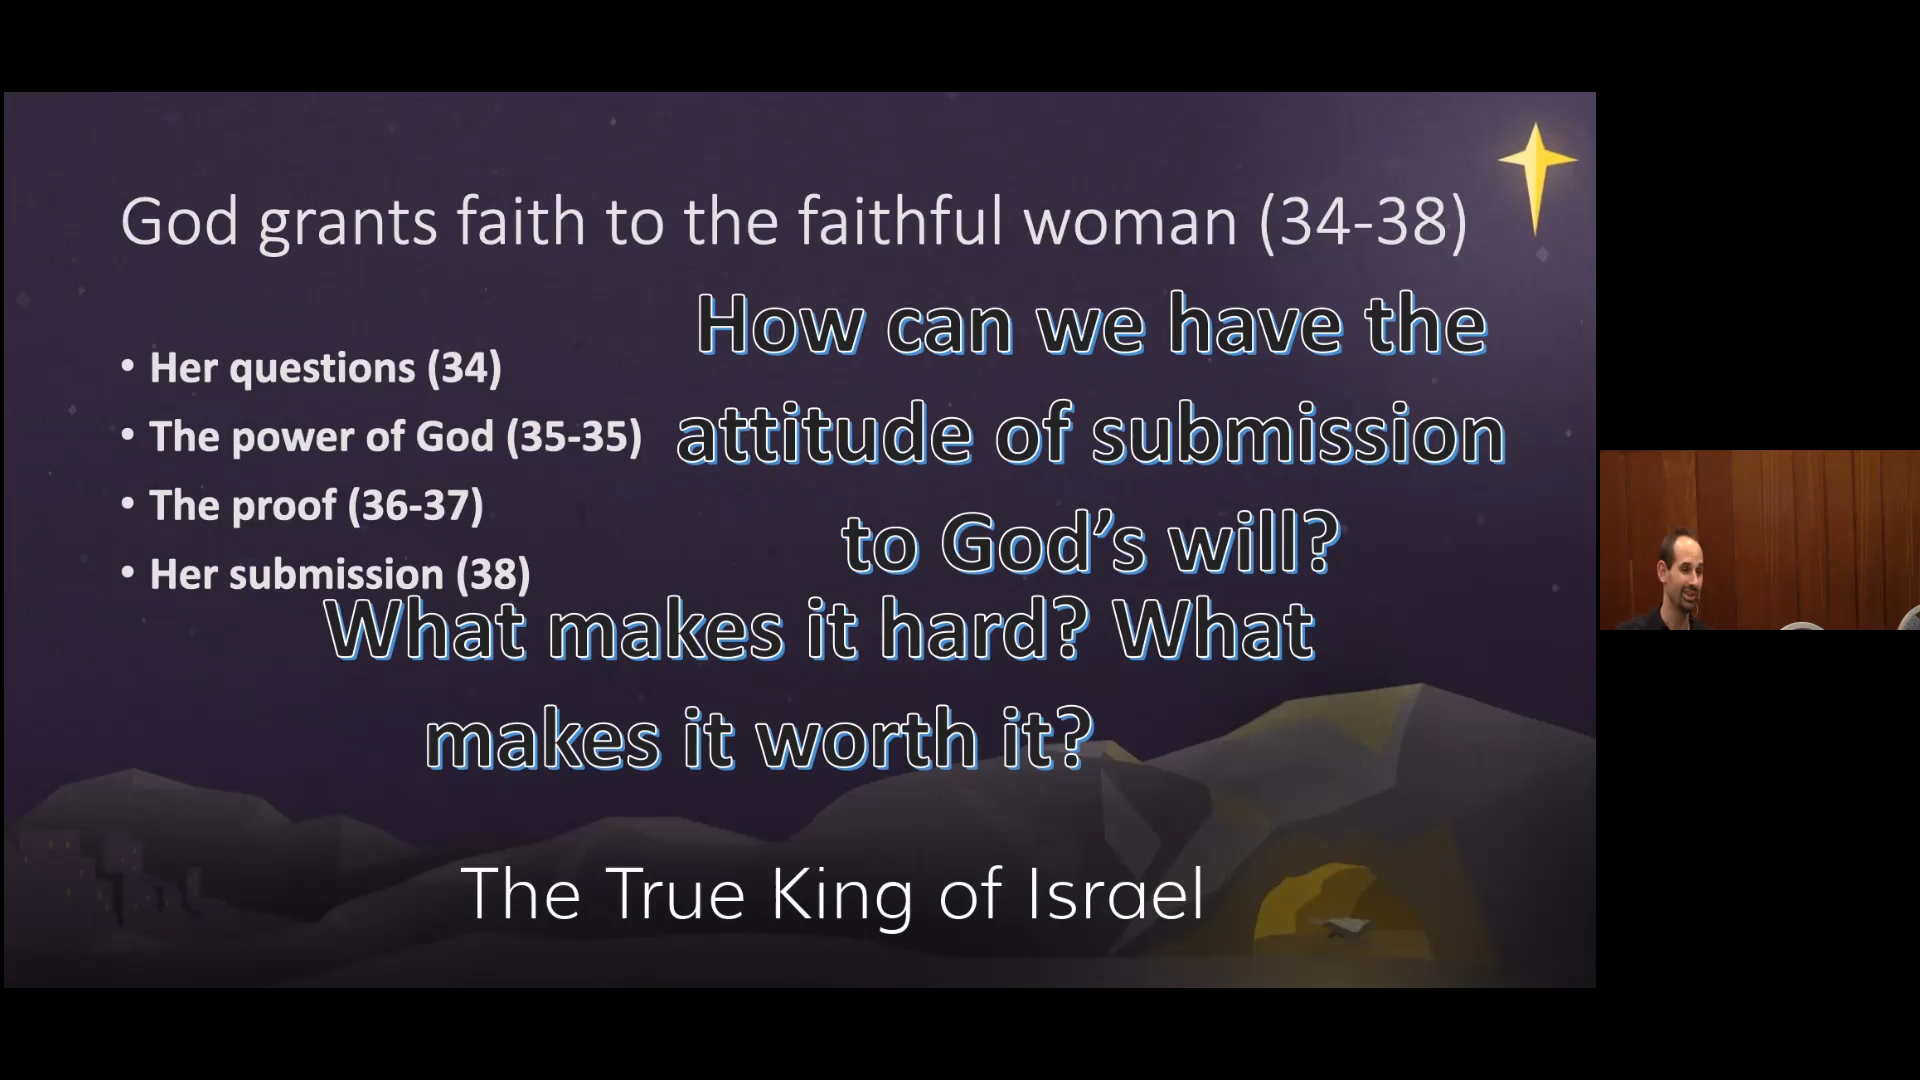 God grants faith to the faithful woman (34-38)
• Her questions (34)
• The power of God (35-35)
• The proof (36-37)
• Her submission (38)
How can we have the
attitude of submission
to God’s will?
What makes it hard? What
makes it worth it?
The True King of Israel